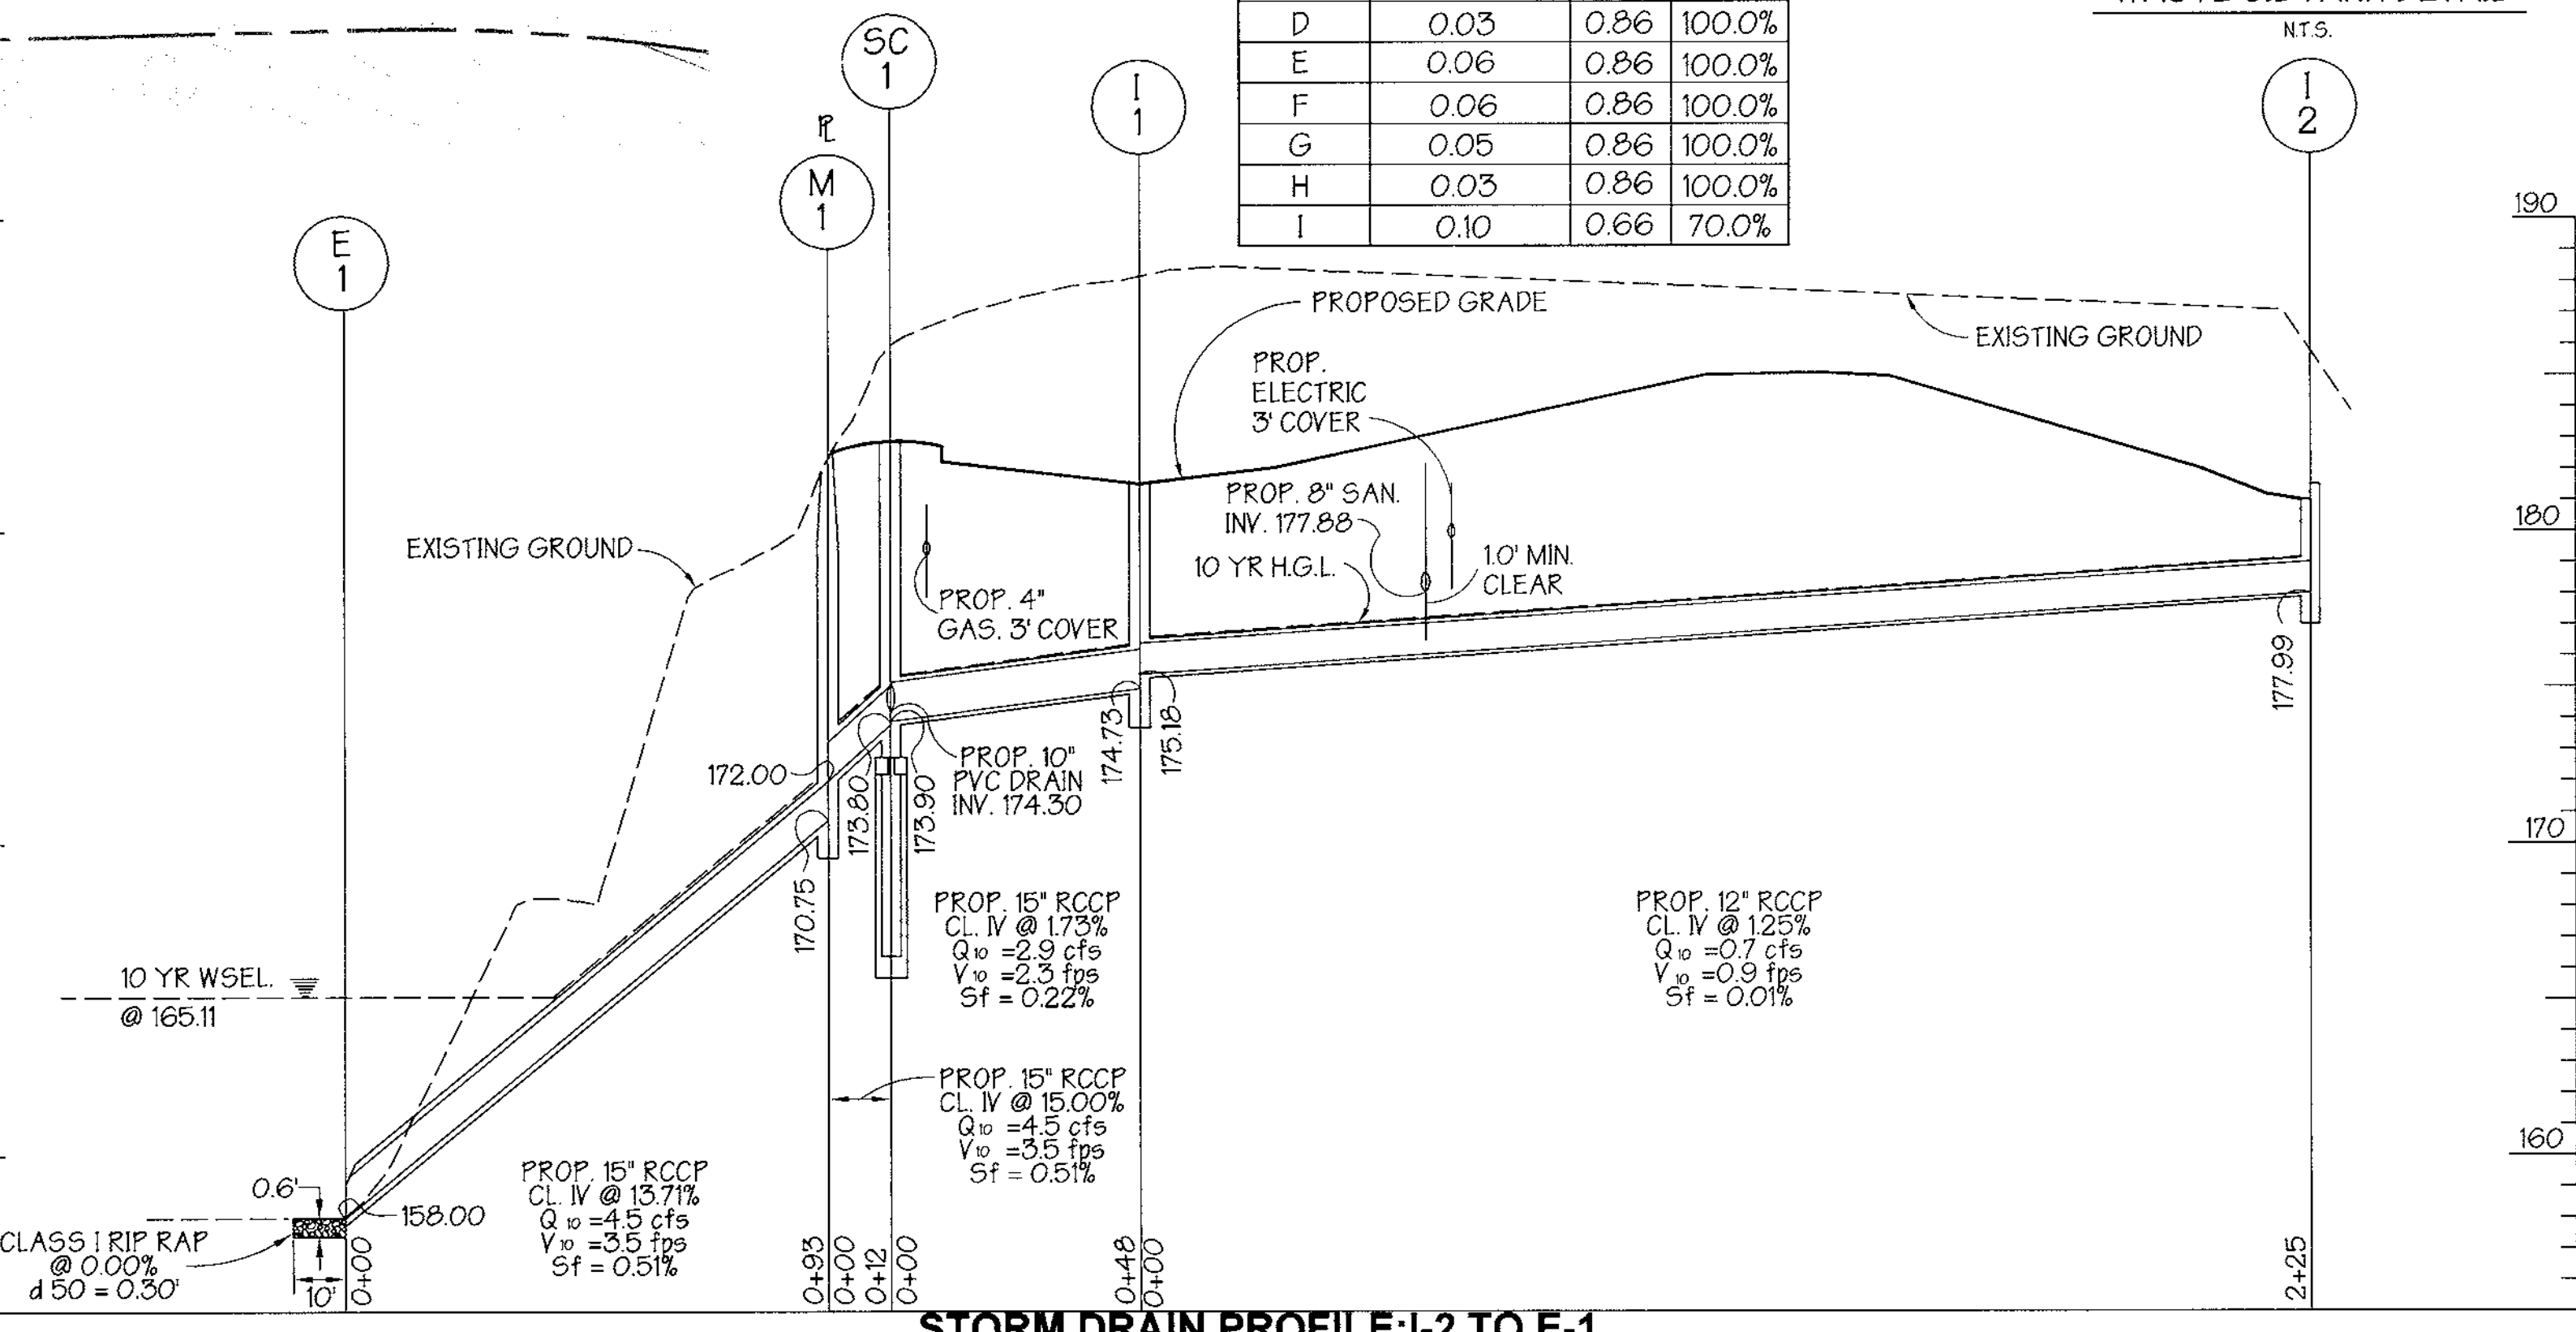 N.T.S.
D 0.03 0.86 100.0%
E 0.06 0.86 100.0%
F 0.06 0.86 100.0%
G 0.05 0.86 100.0%
H 0.03 0.86 100.0%
I 0.10 0.66 70.0%
E
1
PL
M
1
SC
1
I
1
I
2
190
180
170
160
PROPOSED GRADE
EXISTING GROUND
PROP.
ELECTRIC
3' COVER
PROP. 8" SAN.
INV. 177.88
10 YR H.G.L.
1.0' MIN.
CLEAR
EXISTING GROUND
PROP. 4"
GAS. 3' COVER
172.00
173.80
173.90
PROP. 10"
PVC DRAIN
INV. 174.30
174.73
175.18
177.99
170.75
10 YR WSEL.
@ 165.11
PROP. 15" RCCP
CL. IV @ 1.73%
Q10 =2.9 cfs
V10 =2.3 fps
Sf = 0.22%
PROP. 12" RCCP
CL. IV @ 1.25%
Q10 =0.7 cfs
V10 =0.9 fps
Sf = 0.01%
PROP. 15" RCCP
CL. IV @ 15.00%
Q10 =4.5 cfs
V10 =3.5 fps
Sf = 0.51%
PROP. 15" RCCP
CL. IV @ 13.71%
Q10 =4.5 cfs
V10 =3.5 fps
Sf = 0.51%
0.6'
158.00
CLASS I RIP RAP
@ 0.00%
d 50 = 0.30'
10'
0+00
0+93
0+00
0+12
0+00
0+48
0+00
2+25
STORM DRAIN PROFILE:I-2 TO E-1